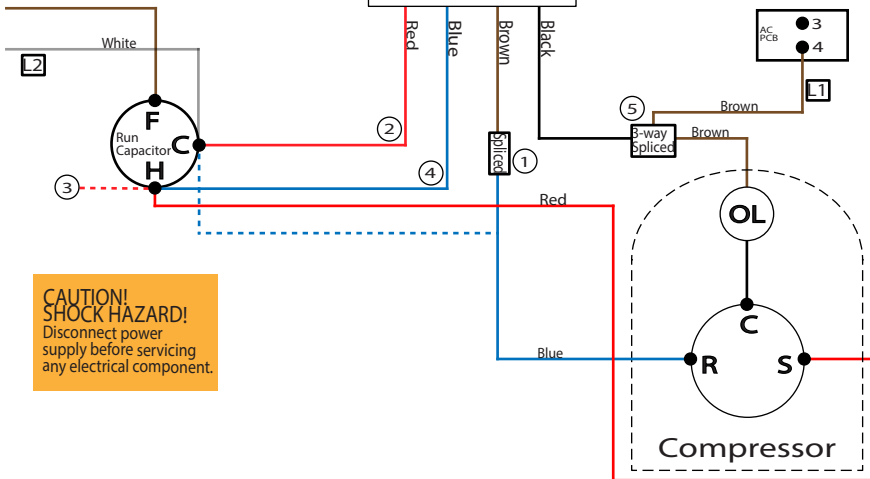 White
L2
Red
Blue
Brown
Black
AC
PCB
3
4
L1
5
Brown
F
Run
Capacitor
C
H
2
Spliced
1
3-way
Spliced
Brown
3
4
Red
OL
CAUTION!
SHOCK HAZARD!
Disconnect power
supply before servicing
any electrical component.
C
Blue
R
S
Compressor